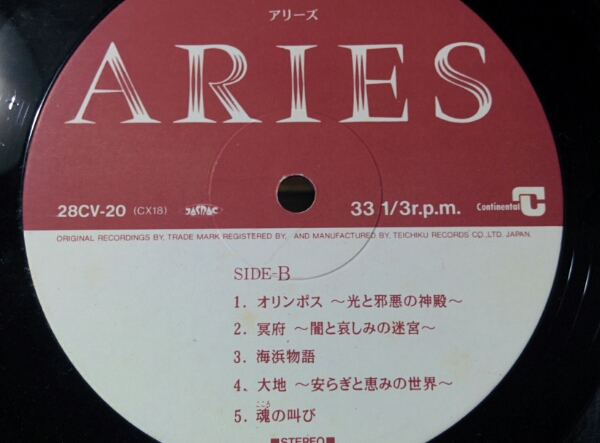 アリーズ
ARIES
28CV-20 (CX18) JASRAC 33 1/3r.p.m. Continental
ORIGINAL RECORDINGS BY, TRADE MARK REGISTERED BY, AND MANUFACTURED BY, TEICHIKU RECORDS CO.,LTD. JAPAN.
SIDE-B
1. オリンポス 〜光と邪悪の神殿〜
2. 冥府 〜闇と哀しみの迷宮〜
3. 海浜物語
4. 大地 〜安らぎと恵みの世界〜
5. 魂の叫び
■STEREO■